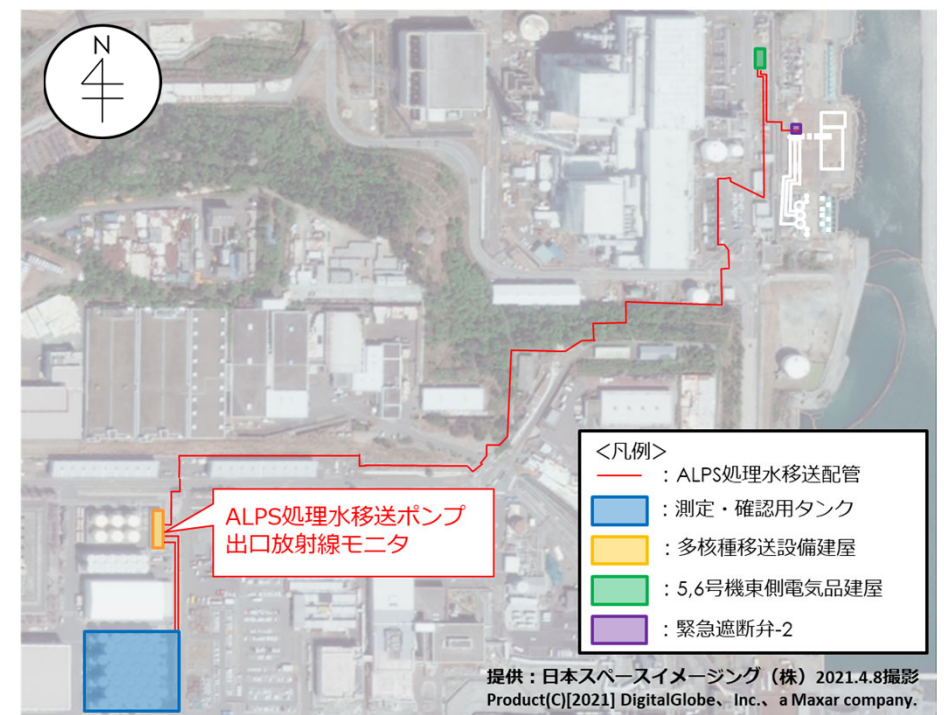 N
ALPS処理水移送ポンプ
出口放射線モニタ
<凡例>
：ALPS処理水移送配管
：測定・確認用タンク
：多核種移送設備建屋
：5,6号機東側電気品建屋
：緊急遮断弁-2
提供：日本スペースイメージング（株）2021.4.8撮影
Product(C)[2021] DigitalGlobe、Inc.、a Maxar company.